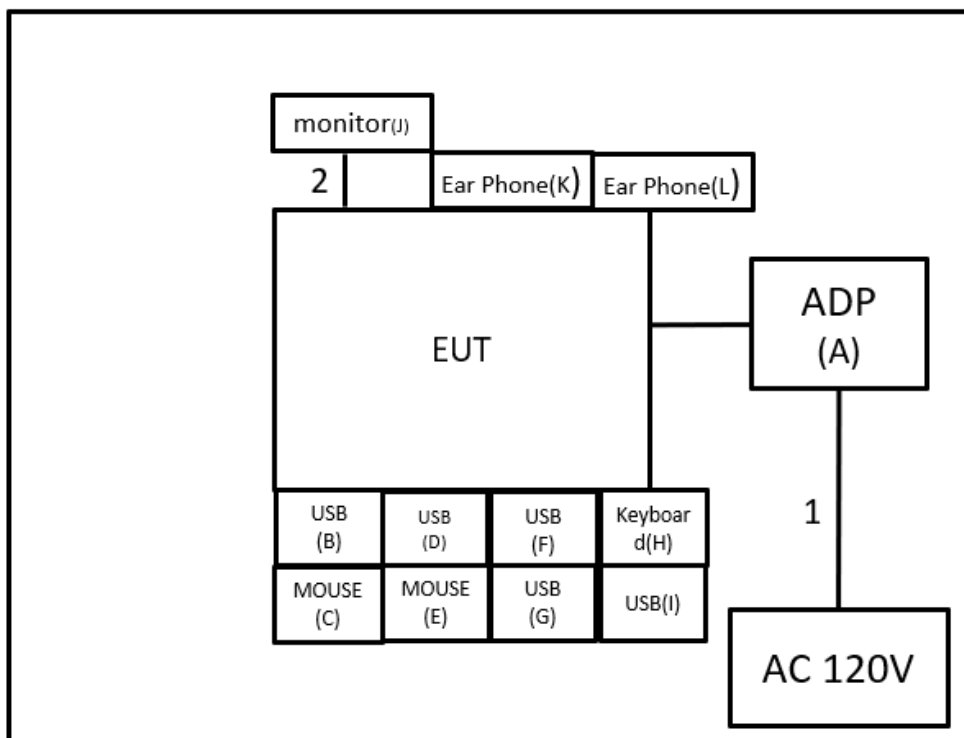 monitor(J)
2
Ear Phone(K)
Ear Phone(L)
ADP
(A)
EUT
USB
(B)
USB
(D)
USB
(F)
Keyboar
d(H)
1
MOUSE
(C)
MOUSE
(E)
USB
(G)
USB(I)
AC 120V